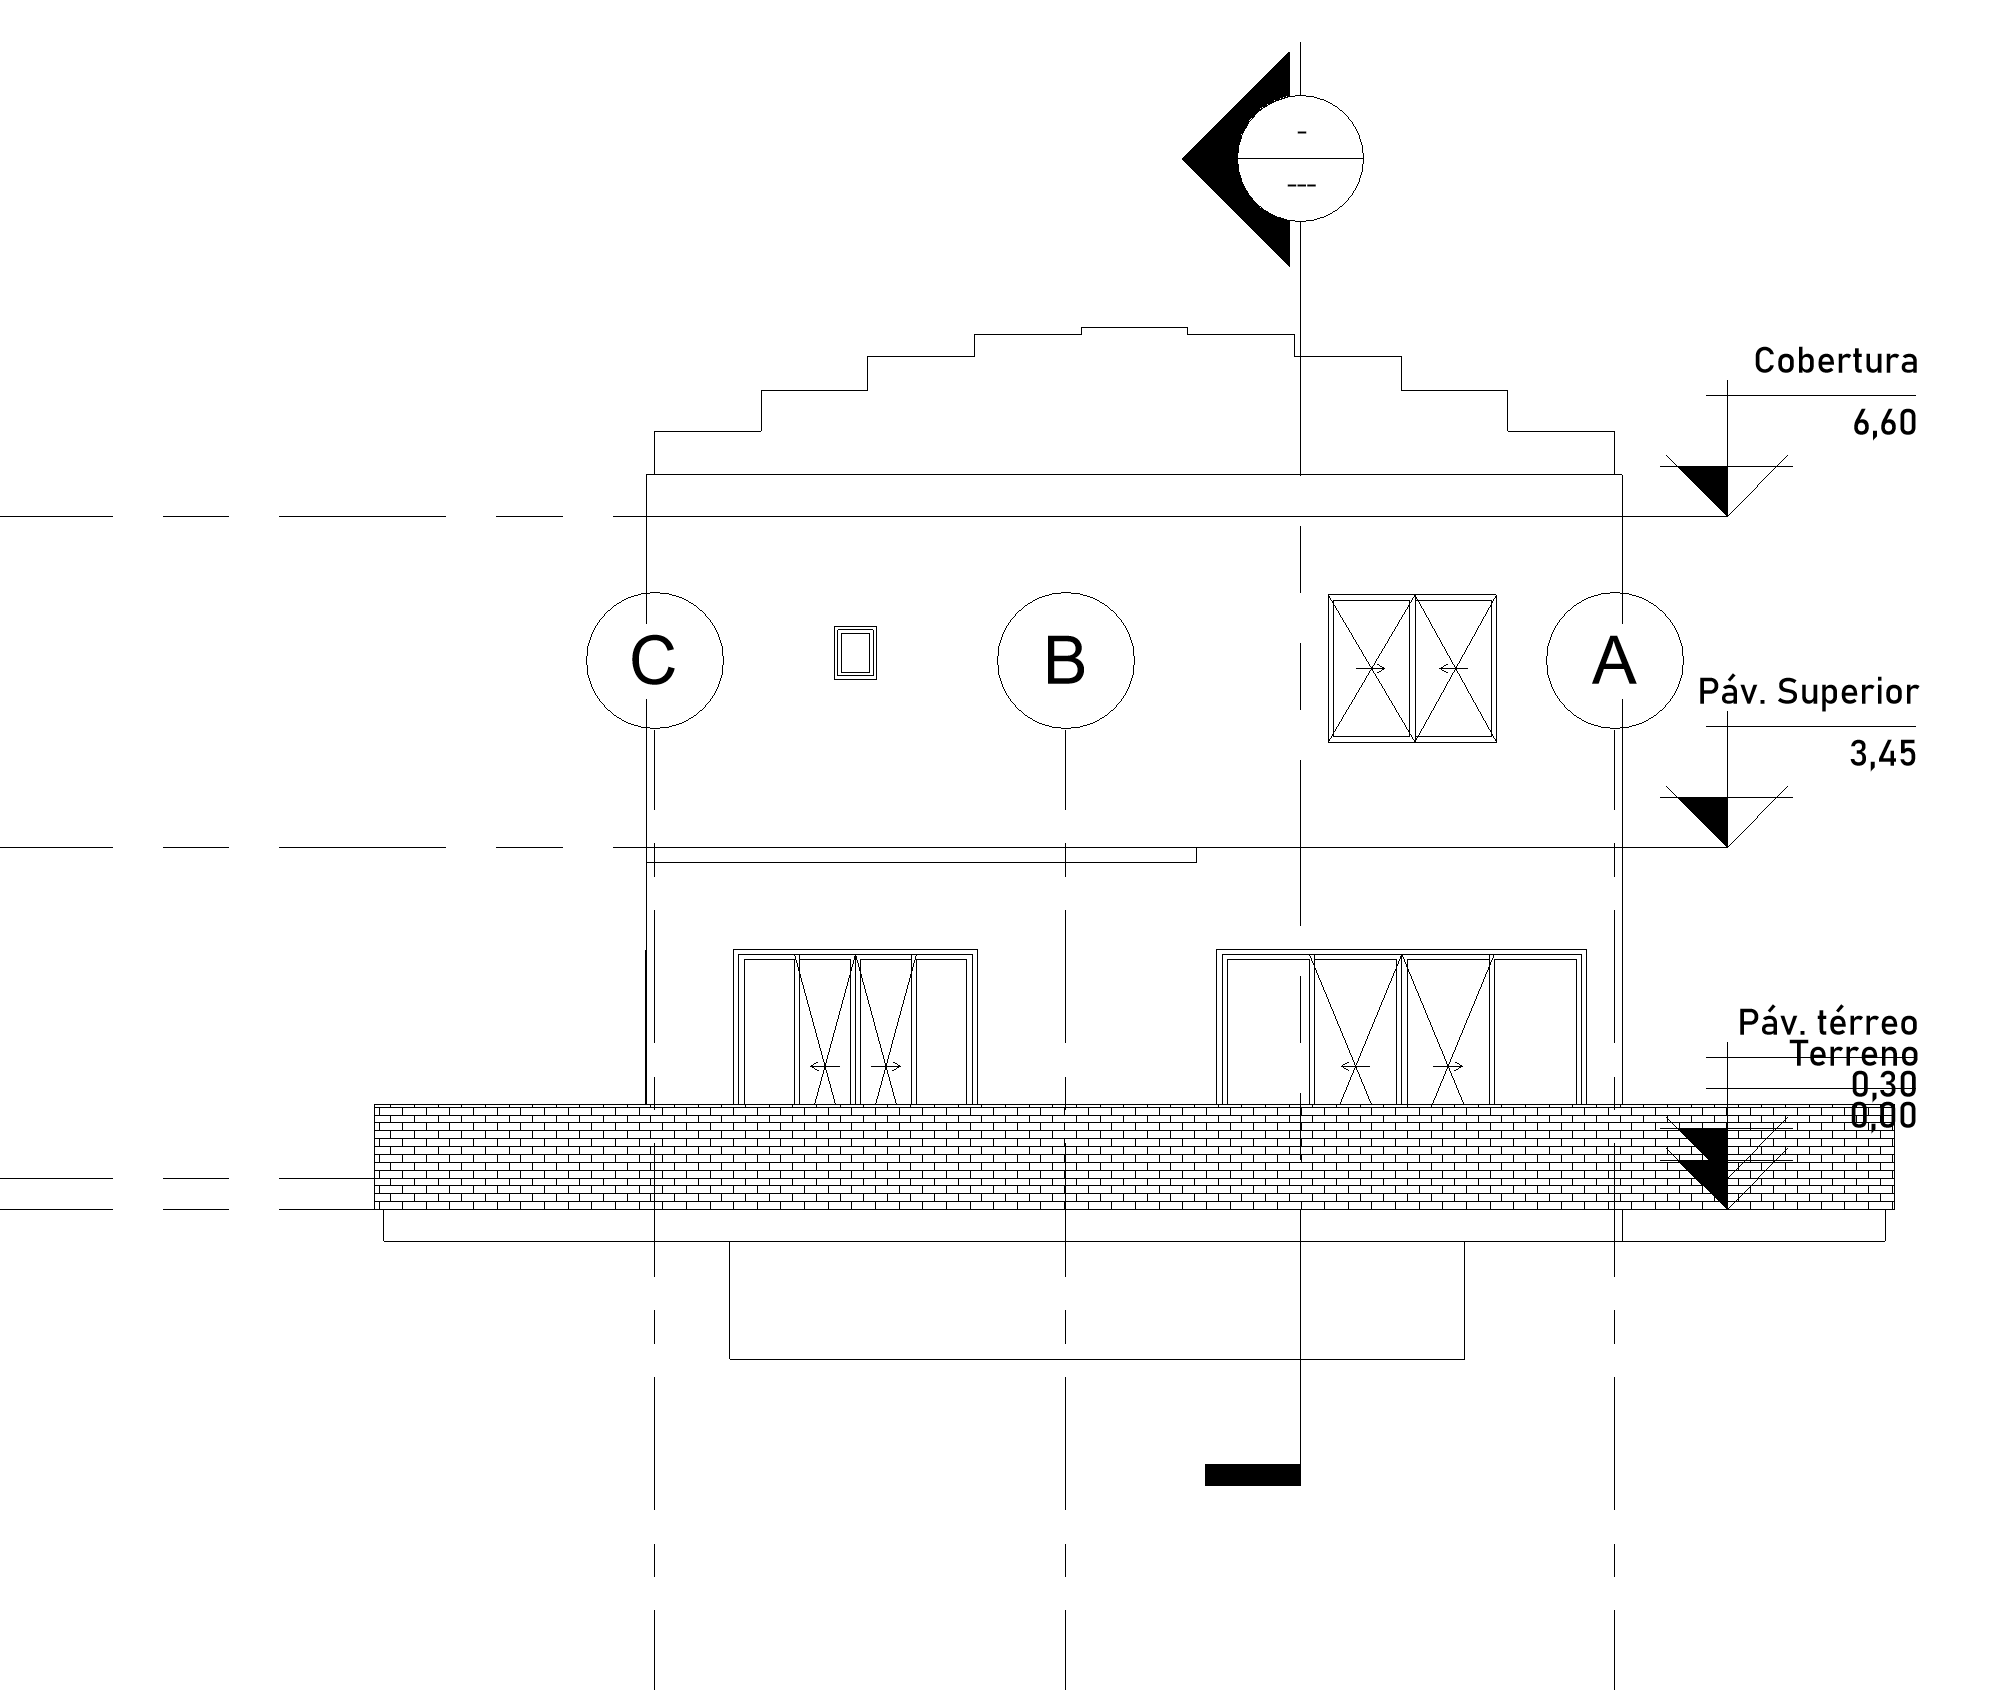 -
---
Cobertura
6,60
C
B
A
Páv. Superior
3,45
Páv. térreo
Terreno
0,30
0,00